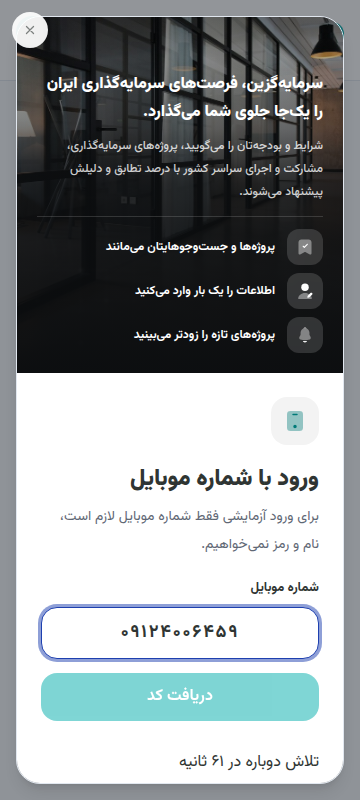 سرمایه‌گزین، فرصت‌های سرمایه‌گذاری ایران
را یک‌جا جلوی شما می‌گذارد.
شرایط و بودجه‌تان را می‌گویید، پروژه‌های سرمایه‌گذاری،
مشارکت و اجرای سراسر کشور با درصد تطابق و دلیلش
پیشنهاد می‌شوند.
پروژه‌ها و جست‌وجوهایتان می‌مانند
اطلاعات را یک بار وارد می‌کنید
پروژه‌های تازه را زودتر می‌بینید
ورود با شماره موبایل
برای ورود آزمایشی فقط شماره موبایل لازم است،
نام و رمز نمی‌خواهیم.
شماره موبایل
۰۹۱۲۴۰۰۶۴۵۹
دریافت کد
تلاش دوباره در ۶۱ ثانیه